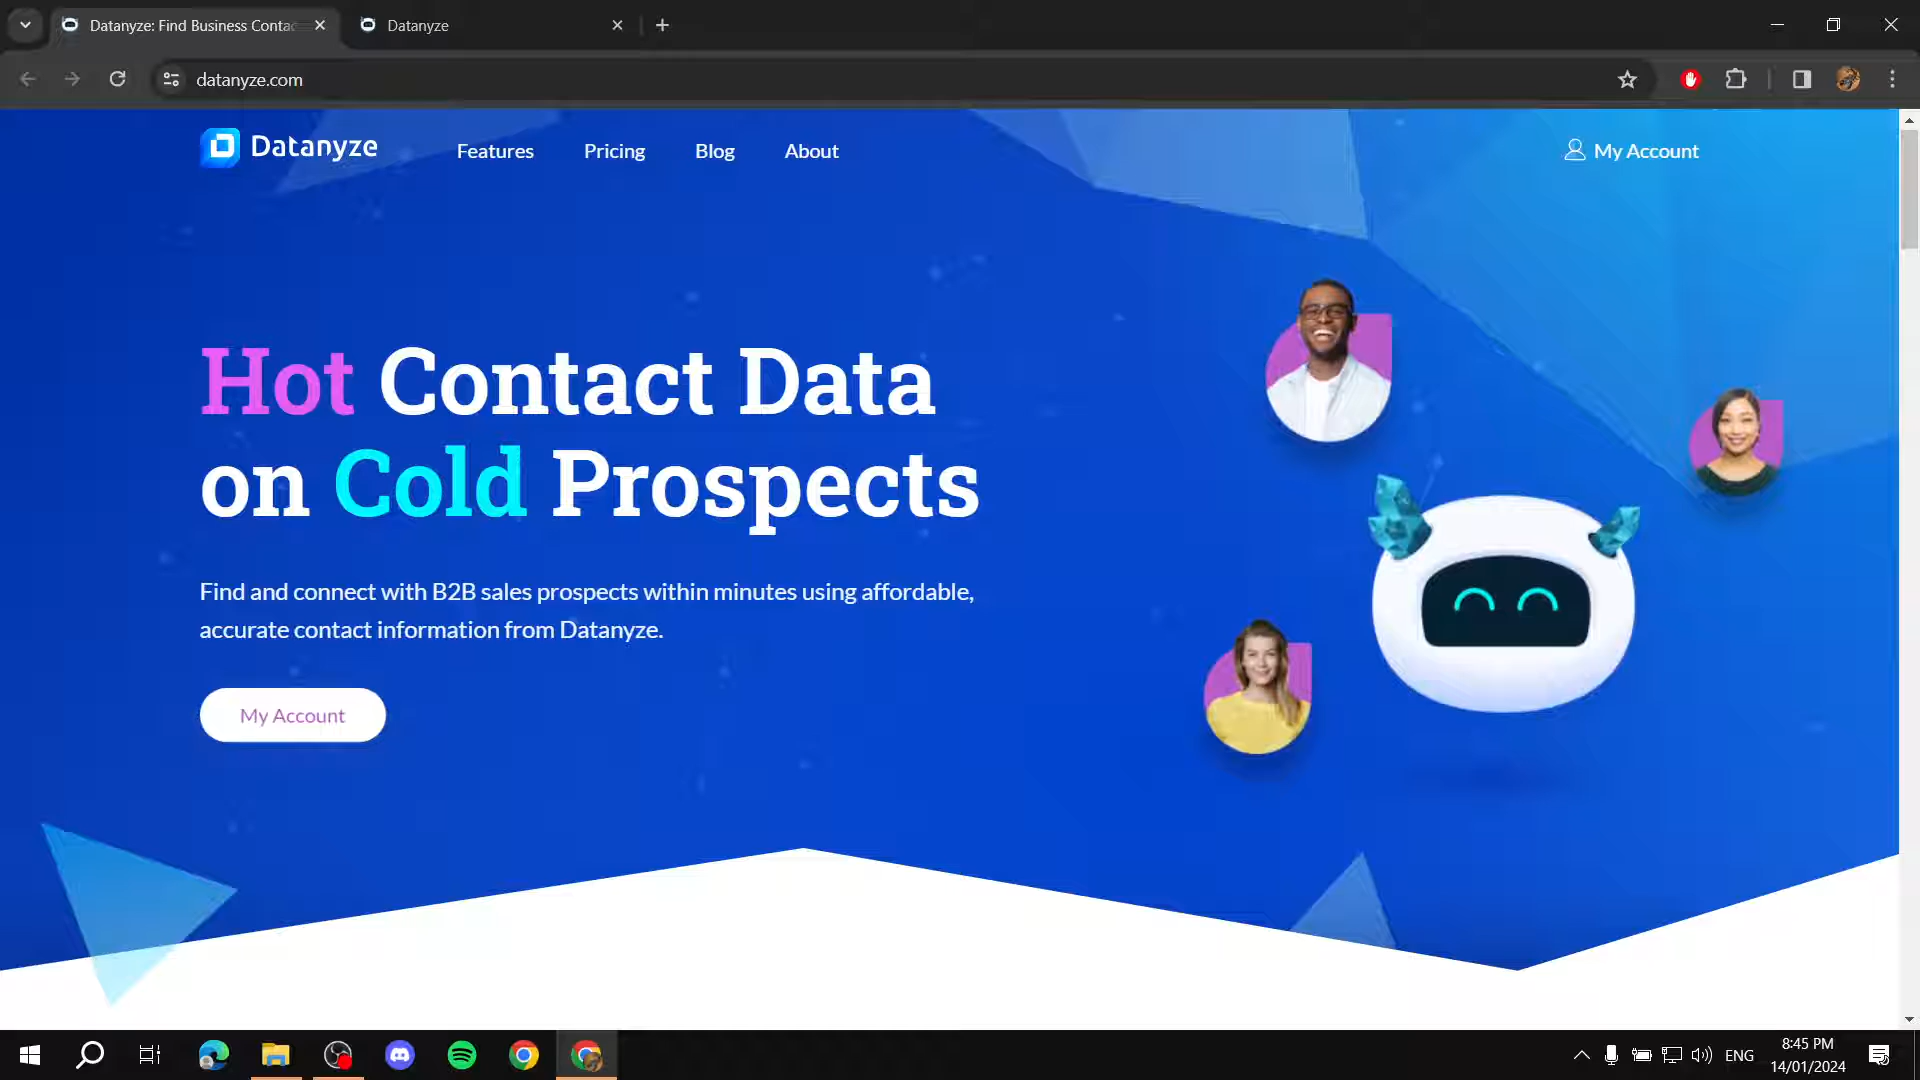 Datanyze: Find Business Conta
Datanyze
datanyze.com
Datanyze
Features
Pricing
Blog
About
My Account
Hot Contact Data
on Cold Prospects
Find and connect with B2B sales prospects within minutes using affordable,
accurate contact information from Datanyze.
My Account
ENG
8:45 PM
14/01/2024